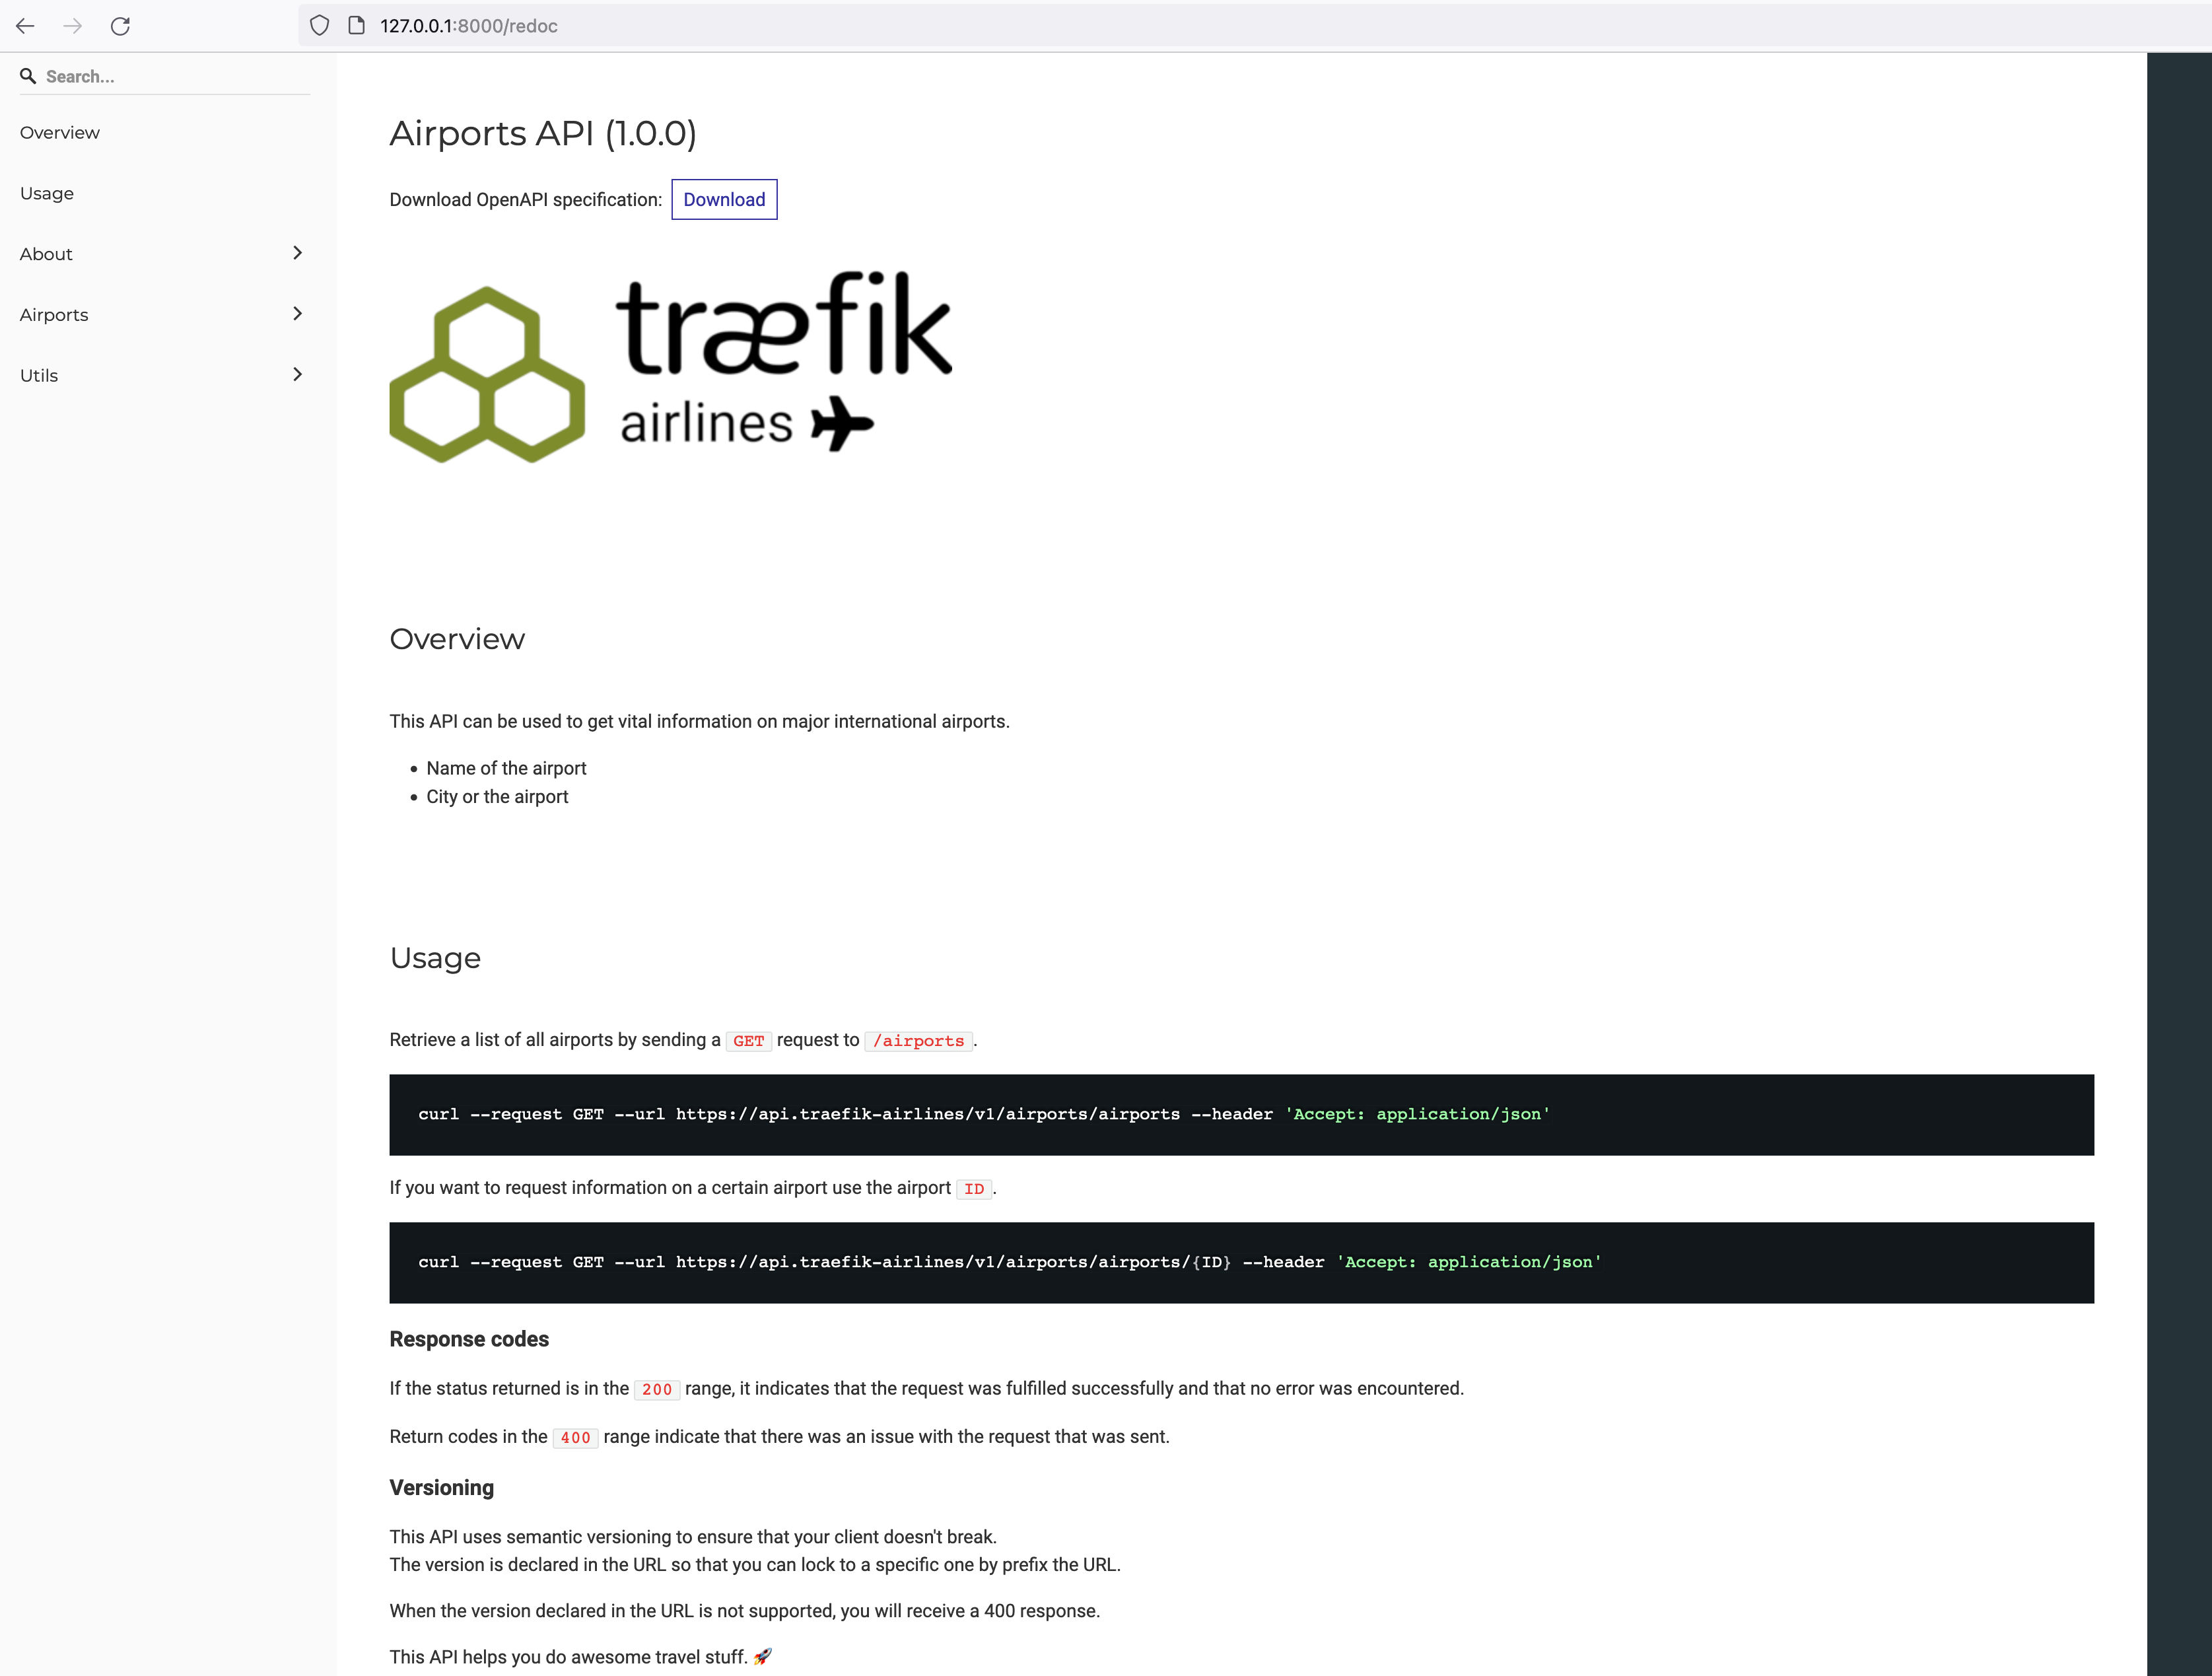 127.0.0.1:8000/redoc
Search...
Overview
Usage
About
Airports
Utils
Airports API (1.0.0)
Download OpenAPI specification: Download
træfik
airlines
Overview
This API can be used to get vital information on major international airports.
• Name of the airport
• City or the airport
Usage
Retrieve a list of all airports by sending a GET request to /airports.
curl --request GET --url https://api.traefik-airlines/v1/airports/airports --header 'Accept: application/json'
If you want to request information on a certain airport use the airport ID.
curl --request GET --url https://api.traefik-airlines/v1/airports/airports/{ID} --header 'Accept: application/json'
Response codes
If the status returned is in the 200 range, it indicates that the request was fulfilled successfully and that no error was encountered.
Return codes in the 400 range indicate that there was an issue with the request that was sent.
Versioning
This API uses semantic versioning to ensure that your client doesn't break.
The version is declared in the URL so that you can lock to a specific one by prefix the URL.
When the version declared in the URL is not supported, you will receive a 400 response.
This API helps you do awesome travel stuff. 🚀